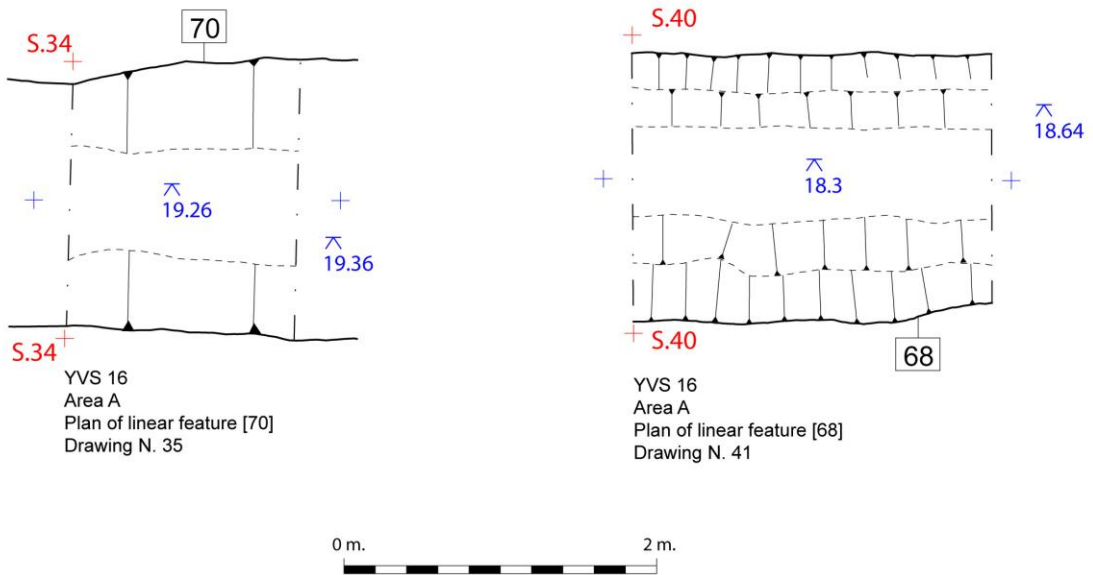 70
S.34
19.26
19.36
S.34
YVS 16
Area A
Plan of linear feature [70]
Drawing N. 35
S.40
18.64
18.3
S.40
68
YVS 16
Area A
Plan of linear feature [68]
Drawing N. 41
0 m.
2 m.